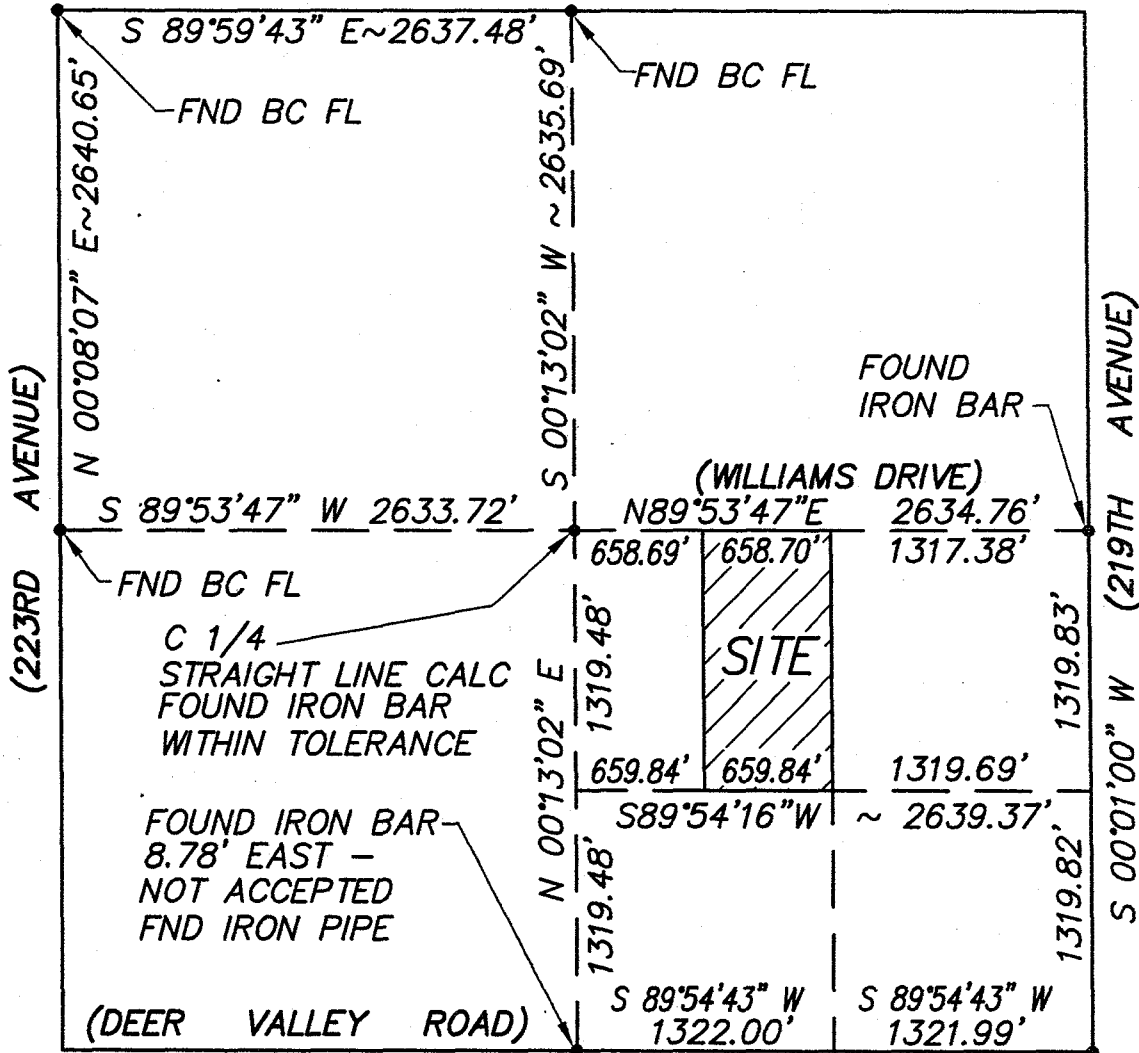 S 89°59'43" E~2637.48'
FND BC FL
FND BC FL
N 00°08'07" E~2640.65'
S 00°13'02" W ~ 2635.69'
(223RD AVENUE)
(219TH AVENUE)
FOUND
IRON BAR
(WILLIAMS DRIVE)
S 89°53'47" W 2633.72'
N89°53'47"E 2634.76'
658.69' 658.70' 1317.38'
FND BC FL
C 1/4
STRAIGHT LINE CALC
FOUND IRON BAR
WITHIN TOLERANCE
N 00°13'02" E
1319.48'
SITE
1319.83'
S 00°01'00" W
659.84' 659.84' 1319.69'
S89°54'16"W ~ 2639.37'
FOUND IRON BAR
8.78' EAST –
NOT ACCEPTED
FND IRON PIPE
1319.48'
1319.82'
S 89°54'43" W
1322.00'
S 89°54'43" W
1321.99'
(DEER VALLEY ROAD)